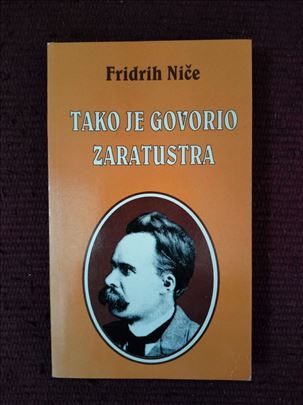 Fridrih Niče
TAKO JE GOVORIO
ZARATUSTRA